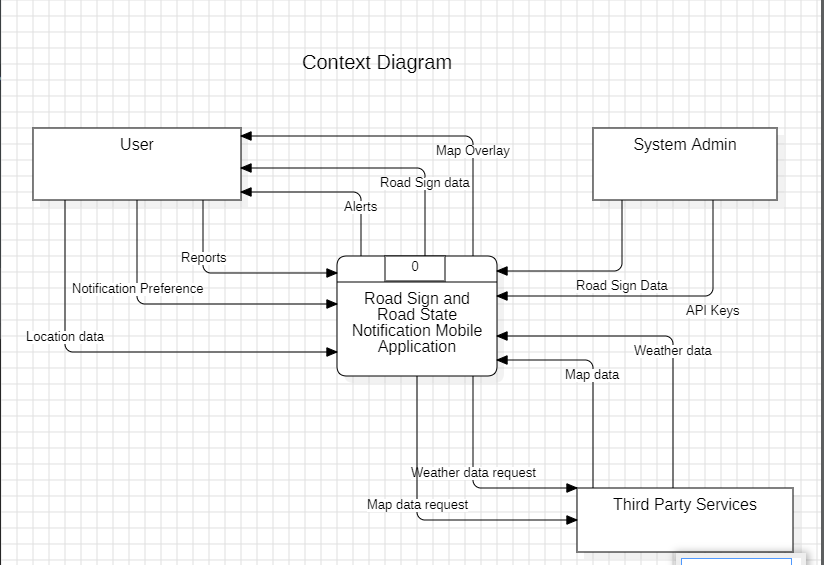 Context Diagram
User
System Admin
Map Overlay
Road Sign data
Alerts
Reports
0
Notification Preference
Road Sign Data
Road Sign and
Road State
Notification Mobile
Application
API Keys
Location data
Weather data
Map data
Weather data request
Map data request
Third Party Services